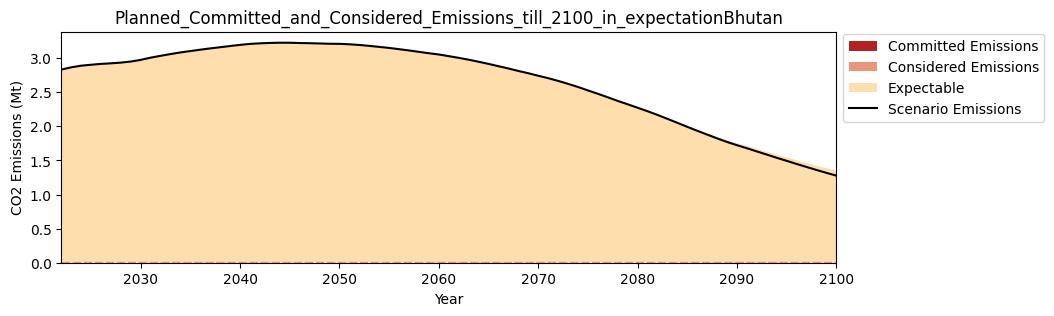 Planned_Committed_and_Considered_Emissions_till_2100_in_expectationBhutan
CO2 Emissions (Mt)
3.0
2.5
2.0
1.5
1.0
0.5
0.0
2030 2040 2050 2060 2070 2080 2090 2100
Year
Committed Emissions
Considered Emissions
Expectable
Scenario Emissions